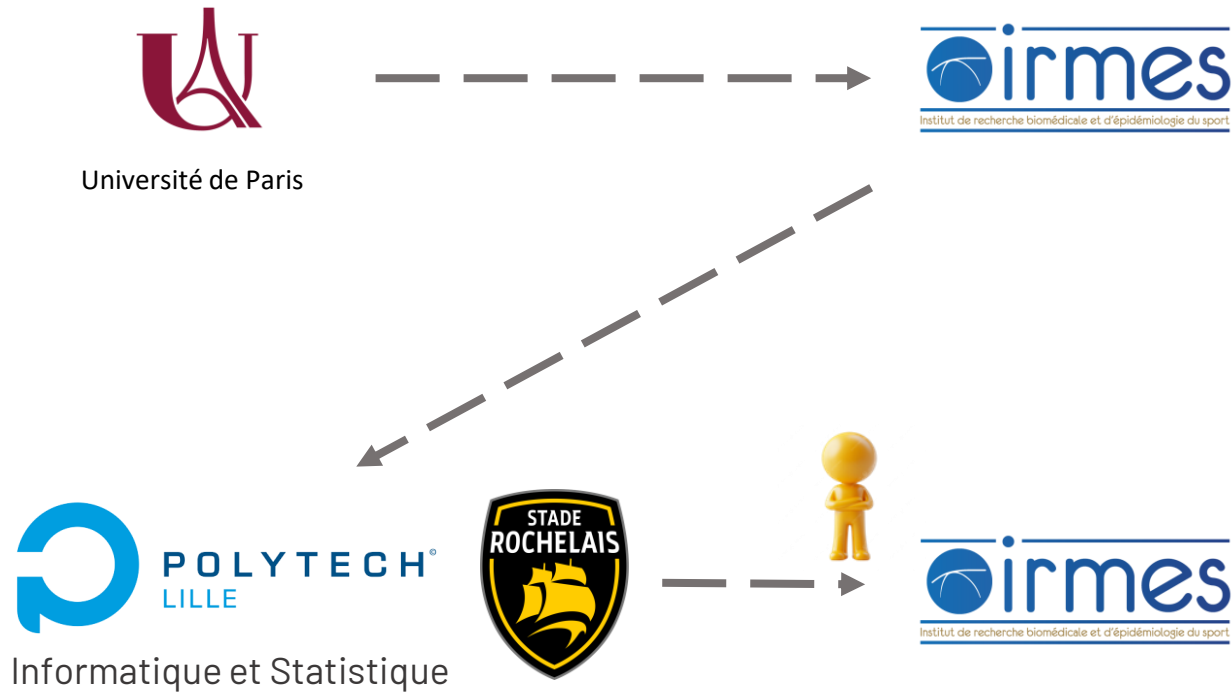 irmes
Institut de recherche biomédicale et d'épidémiologie du sport
Université de Paris
STADE
ROCHELAIS
POLYTECH®
LILLE
irmes
Institut de recherche biomédicale et d'épidémiologie du sport
Informatique et Statistique